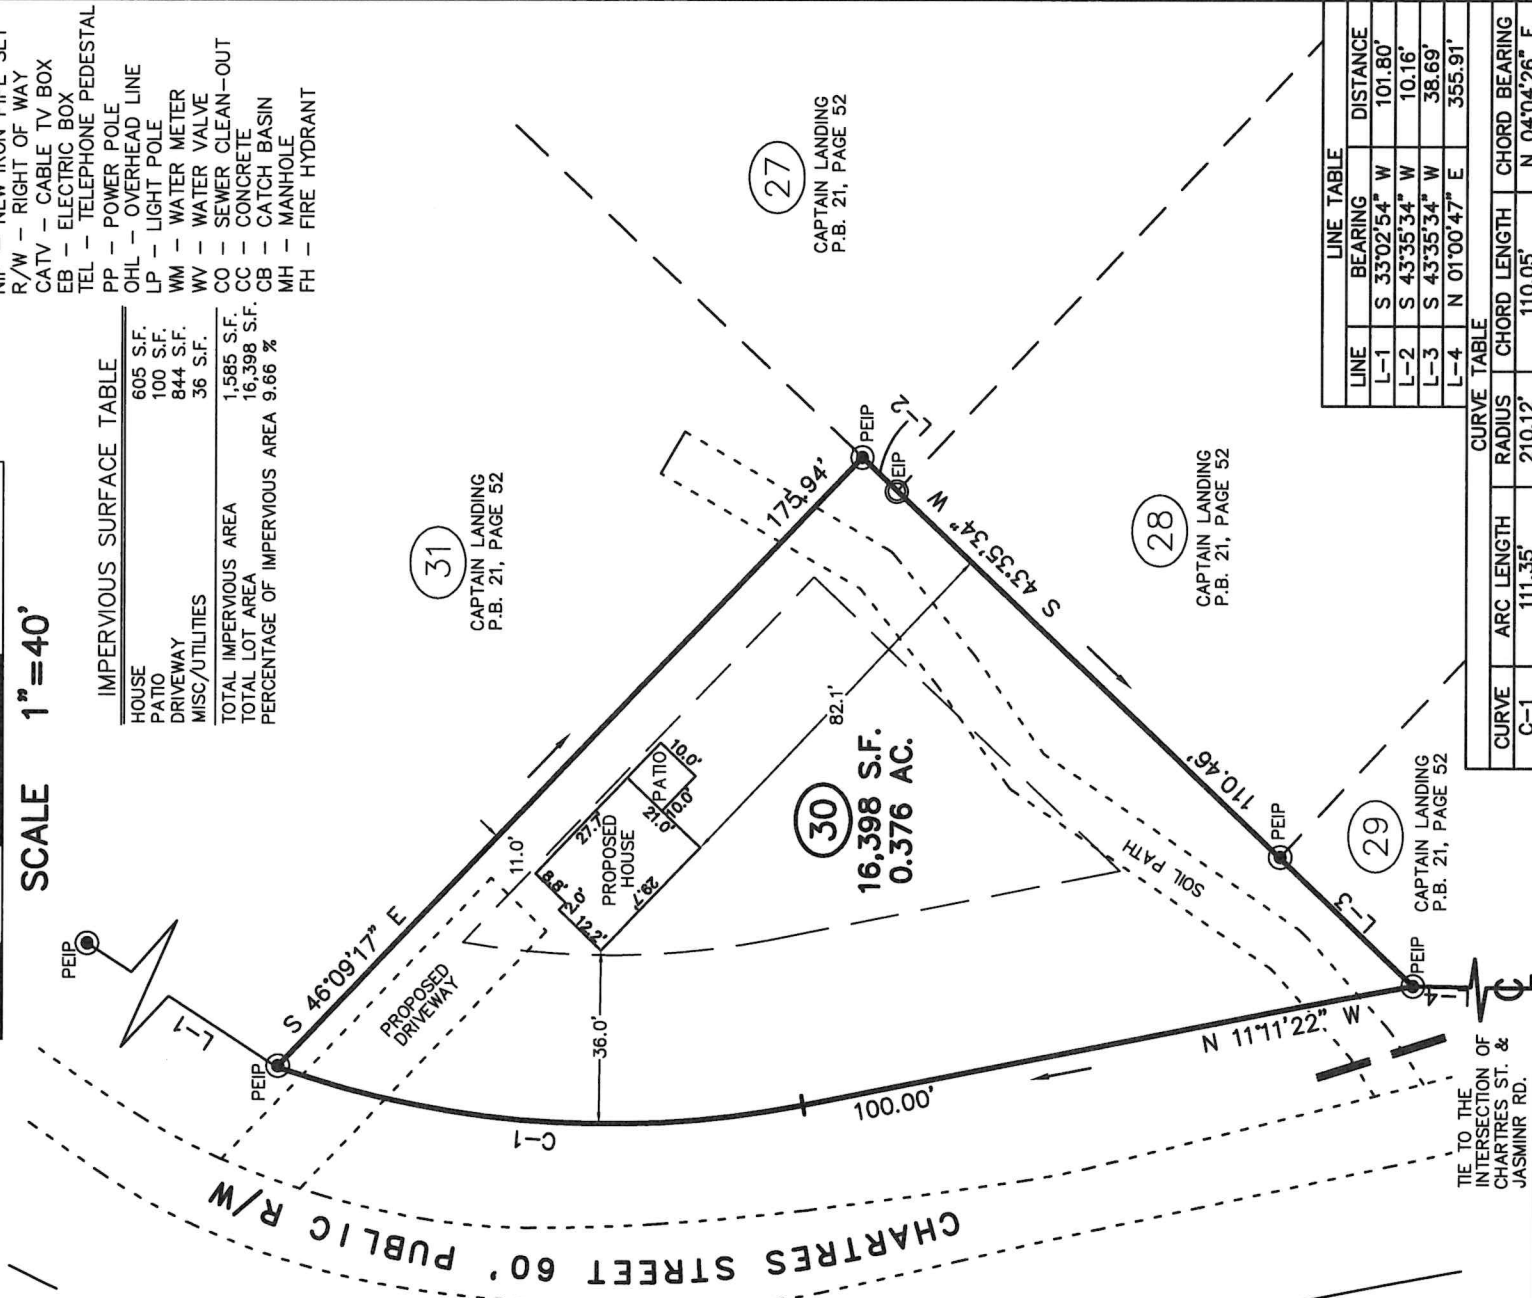 SCALE 1"=40'
R/W – RIGHT OF WAY
CATV – CABLE TV BOX
EB – ELECTRIC BOX
TEL – TELEPHONE PEDESTAL
PP – POWER POLE
OHL – OVERHEAD LINE
LP – LIGHT POLE
WM – WATER METER
WV – WATER VALVE
CO – SEWER CLEAN-OUT
CC – CONCRETE
CB – CATCH BASIN
MH – MANHOLE
FH – FIRE HYDRANT
IMPERVIOUS SURFACE TABLE
HOUSE 605 S.F.
PATIO 100 S.F.
DRIVEWAY 844 S.F.
MISC/UTILITIES 36 S.F.
TOTAL IMPERVIOUS AREA 1,585 S.F.
TOTAL LOT AREA 16,398 S.F.
PERCENTAGE OF IMPERVIOUS AREA 9.66 %
31
CAPTAIN LANDING
P.B. 21, PAGE 52
27
CAPTAIN LANDING
P.B. 21, PAGE 52
28
CAPTAIN LANDING
P.B. 21, PAGE 52
29
CAPTAIN LANDING
P.B. 21, PAGE 52
30
16,398 S.F.
0.376 AC.
PEIP
L-1
PEIP
S 46°09'17" E
175.94'
PEIP
L-2
EIP
S 43°35'34" W
110.46'
PEIP
L-3
PEIP
L-4
N 11°11'22" W
100.00'
C-1
PROPOSED
DRIVEWAY
11.0'
PROPOSED
HOUSE
27.7'
8.8'
2.0'
12.2'
29.7'
21.0'
PATIO
10.0'
10.0'
36.0'
82.1'
SOIL PATH
CHARTRES STREET 60' PUBLIC R/W
TIE TO THE
INTERSECTION OF
CHARTRES ST. &
JASMINR RD.
LINE TABLE
LINE BEARING DISTANCE
L-1 S 33°02'54" W 101.80'
L-2 S 43°35'34" W 10.16'
L-3 S 43°35'34" W 38.69'
L-4 N 01°00'47" E 355.91'
CURVE TABLE
CURVE ARC LENGTH RADIUS CHORD LENGTH CHORD BEARING
C-1 111.35' 210.12' 110.05' N 04°04'26" E